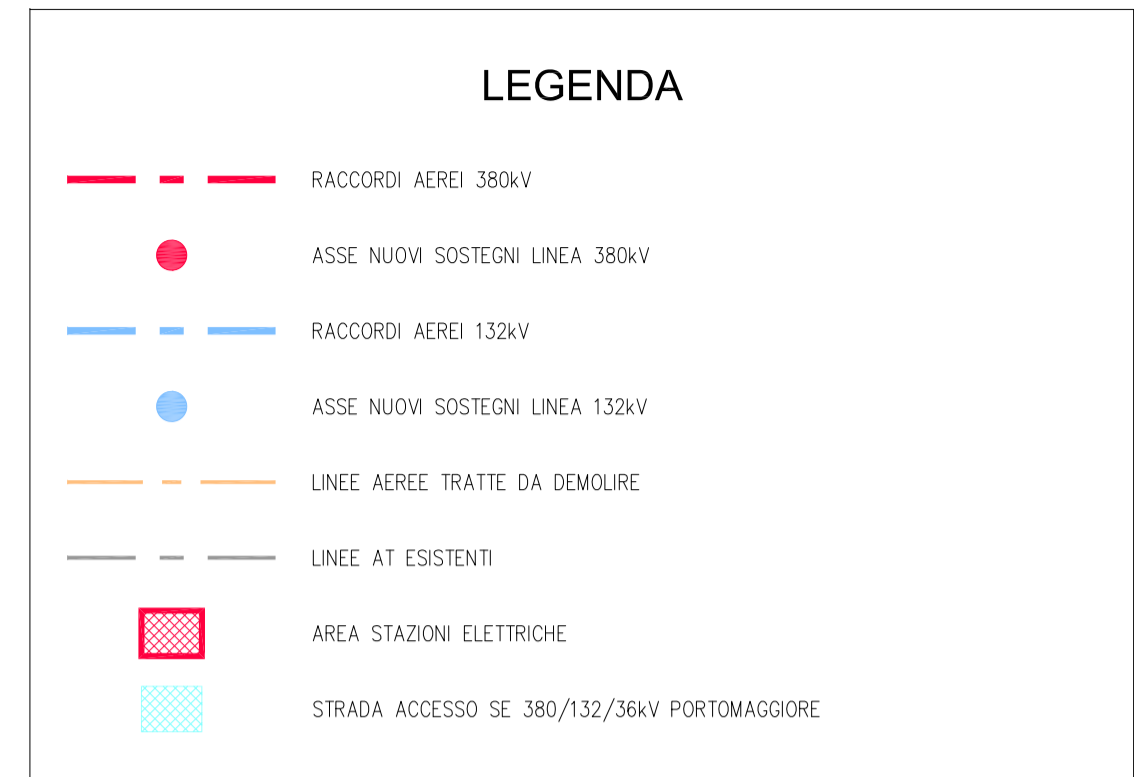 LEGENDA
RACCORDI AEREI 380kV
ASSE NUOVI SOSTEGNI LINEA 380kV
RACCORDI AEREI 132kV
ASSE NUOVI SOSTEGNI LINEA 132kV
LINEE AEREE TRATTE DA DEMOLIRE
LINEE AT ESISTENTI
AREA STAZIONI ELETTRICHE
STRADA ACCESSO SE 380/132/36kV PORTOMAGGIORE